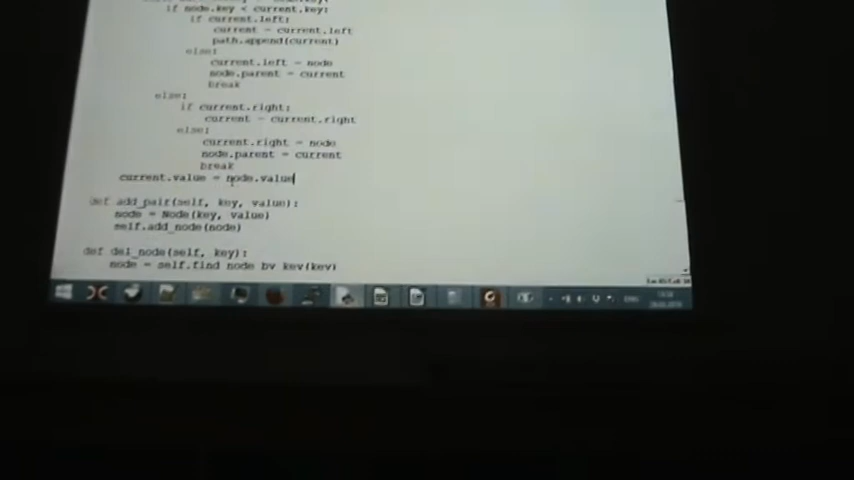 if node.key < current.key:
if current.left:
current = current.left
path.append(current)
else:
current.left = node
node.parent = current
break
else:
if current.right:
current = current.right
else:
current.right = node
node.parent = current
break
current.value = node.value
def add_pair(self, key, value):
node = Node(key, value)
self.add_node(node)
def del_node(self, key):
node = self.find_node_by_key(key)